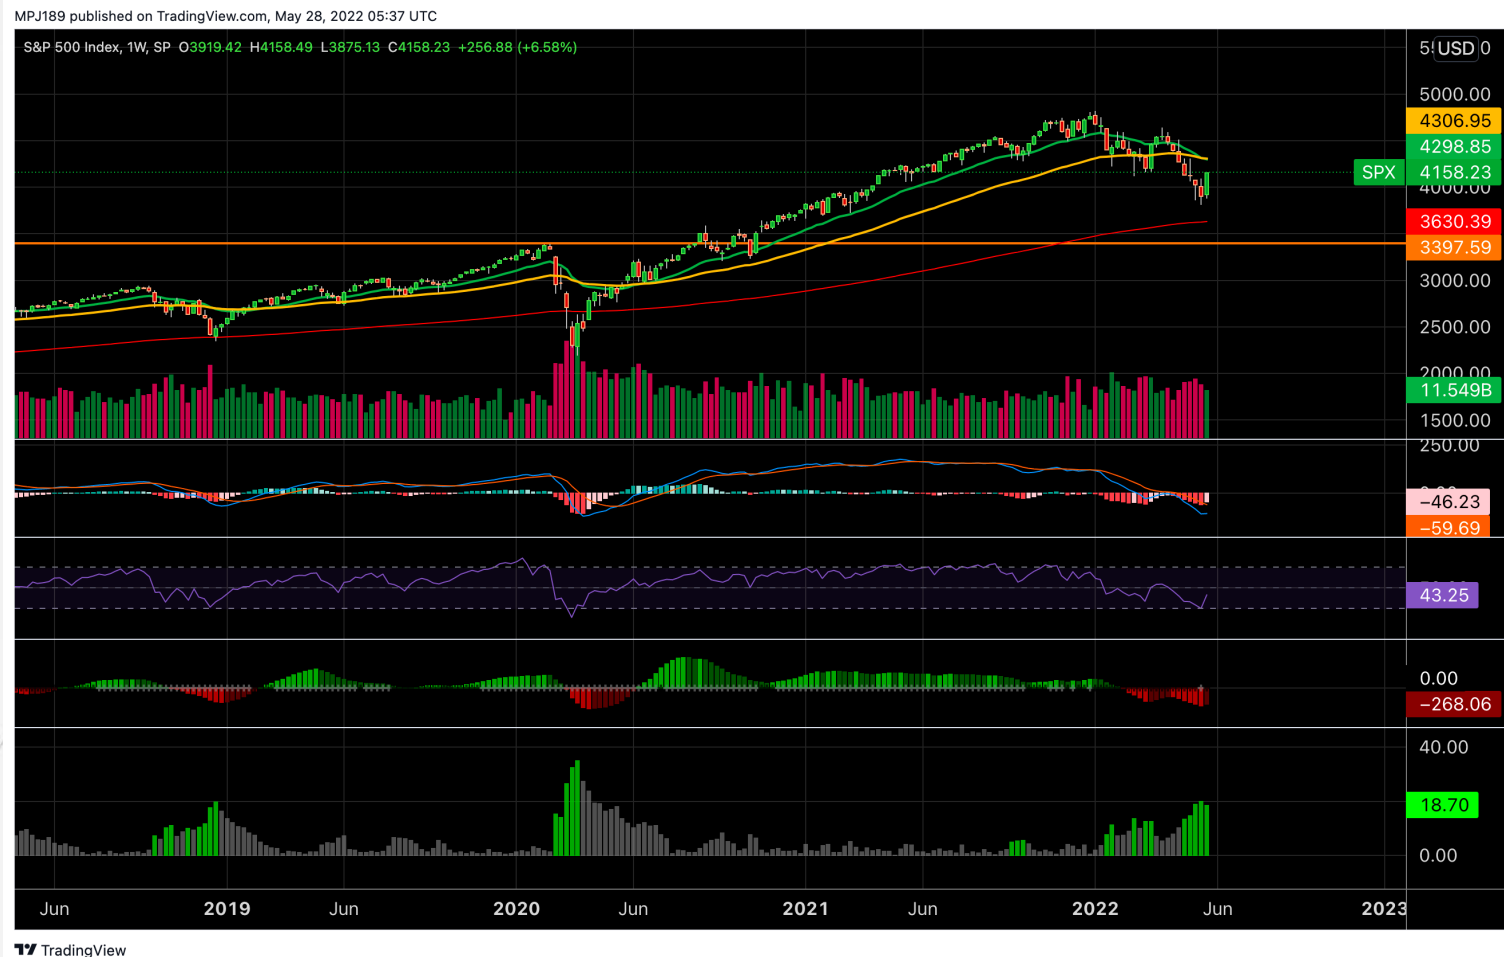 MPJ189 published on TradingView.com, May 28, 2022 05:37 UTC
S&P 500 Index, 1W, SP O3919.42 H4158.49 L3875.13 C4158.23 +256.88 (+6.58%)
USD
5000.00
4306.95
4298.85
SPX 4158.23
4000.00
3630.39
3397.59
3000.00
2500.00
2000.00
11.549B
1500.00
250.00
−46.23
−59.69
43.25
0.00
−268.06
40.00
18.70
0.00
Jun 2019 Jun 2020 Jun 2021 Jun 2022 Jun 2023
TradingView